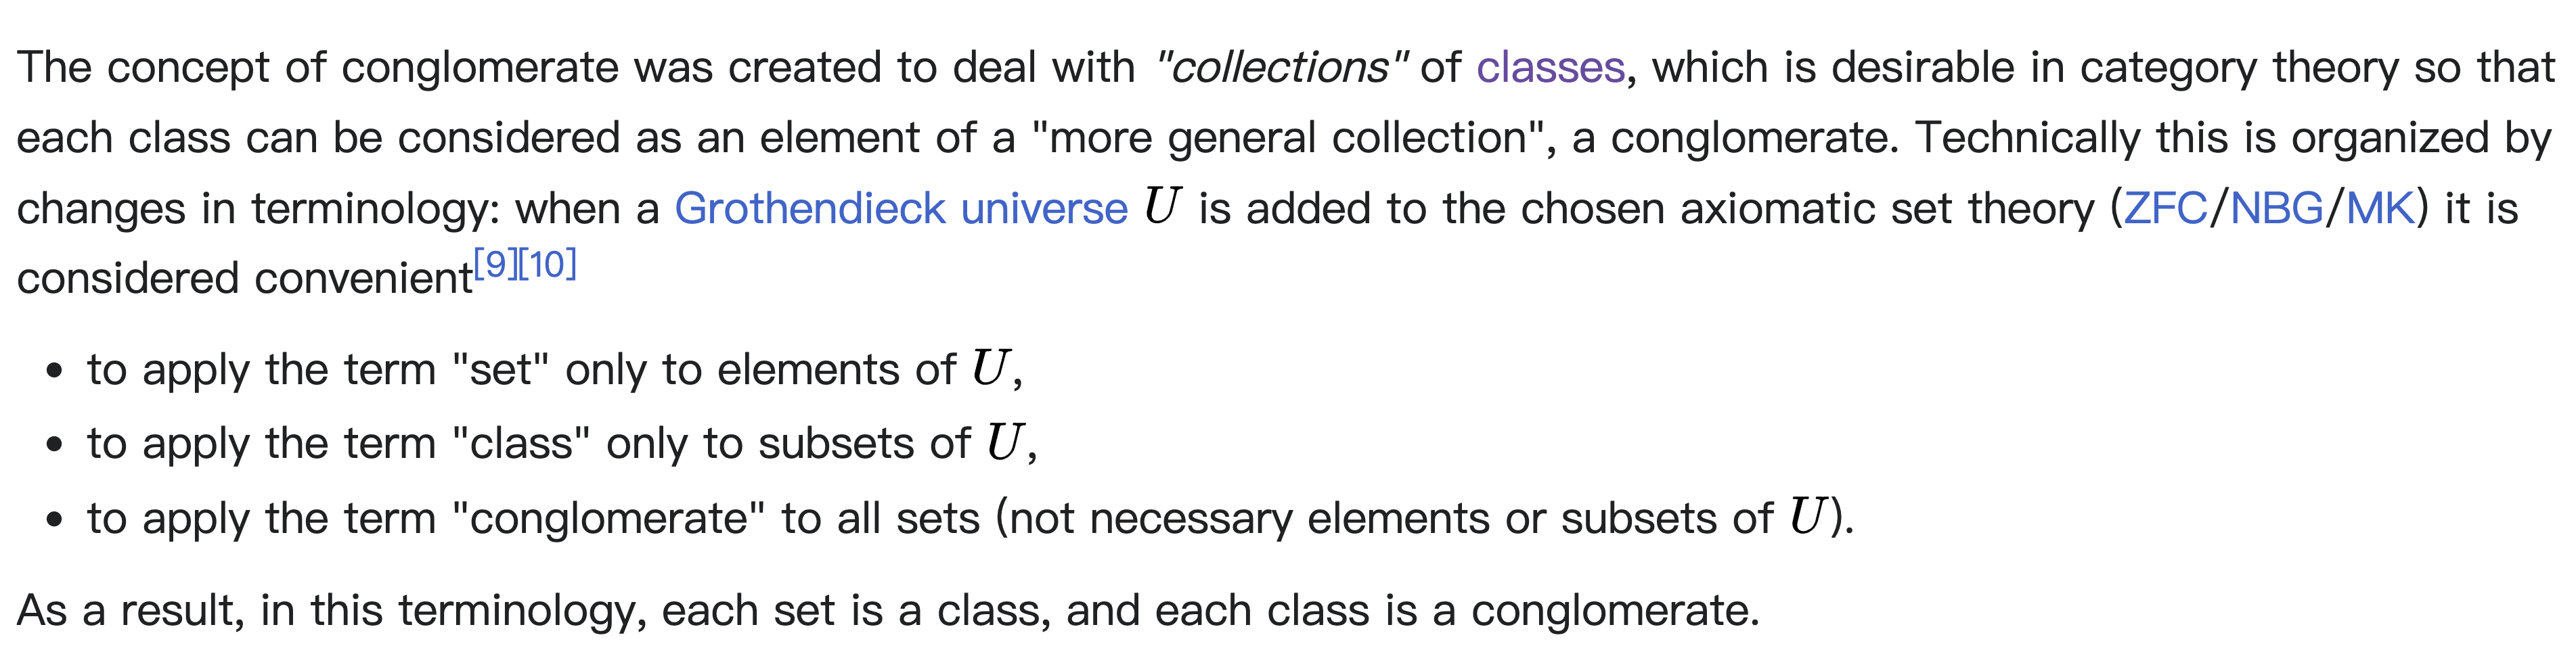 The concept of conglomerate was created to deal with "collections" of classes, which is desirable in category theory so that
each class can be considered as an element of a "more general collection", a conglomerate. Technically this is organized by
changes in terminology: when a Grothendieck universe U is added to the chosen axiomatic set theory (ZFC/NBG/MK) it is
considered convenient[9][10]
• to apply the term "set" only to elements of U,
• to apply the term "class" only to subsets of U,
• to apply the term "conglomerate" to all sets (not necessary elements or subsets of U).
As a result, in this terminology, each set is a class, and each class is a conglomerate.